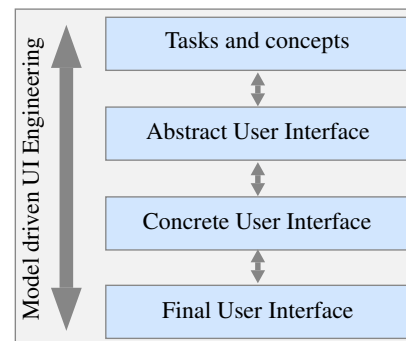 Model driven UI Engineering
Tasks and concepts
Abstract User Interface
Concrete User Interface
Final User Interface